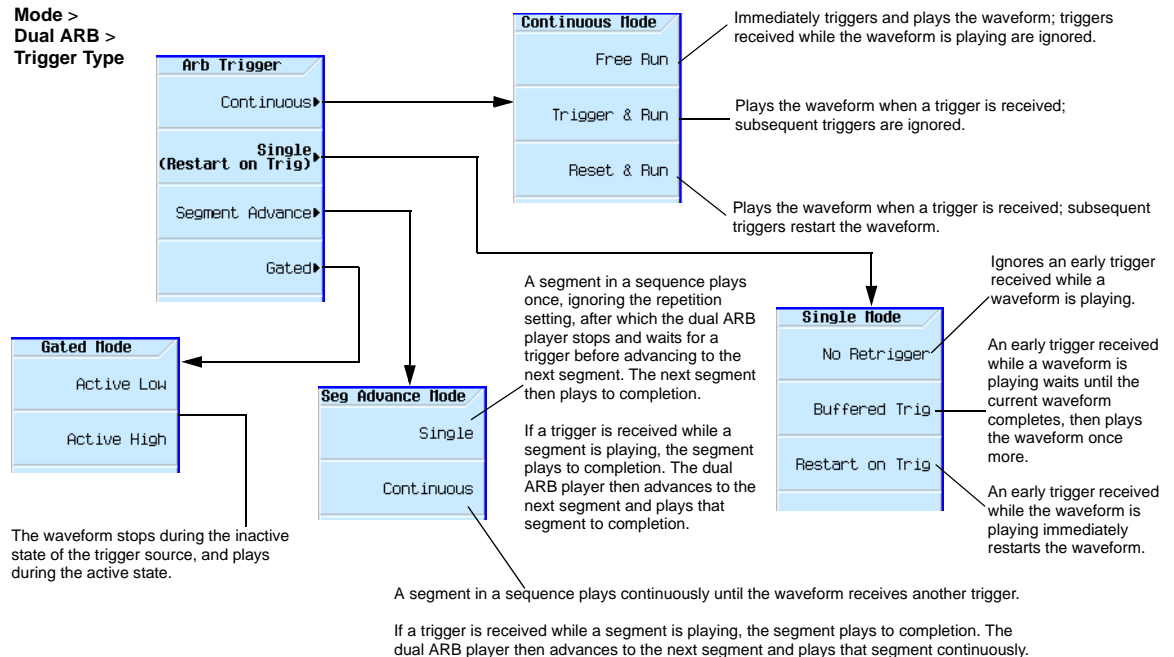 Mode >
Dual ARB >
Trigger Type
Arb Trigger
Continuous
Single
(Restart on Trig)
Segment Advance
Gated
Continuous Mode
Free Run
Trigger & Run
Reset & Run
Immediately triggers and plays the waveform; triggers
received while the waveform is playing are ignored.
Plays the waveform when a trigger is received;
subsequent triggers are ignored.
Plays the waveform when a trigger is received; subsequent
triggers restart the waveform.
Gated Mode
Active Low
Active High
The waveform stops during the inactive
state of the trigger source, and plays
during the active state.
Seg Advance Mode
Single
Continuous
A segment in a sequence plays
once, ignoring the repetition
setting, after which the dual ARB
player stops and waits for a
trigger before advancing to the
next segment. The next segment
then plays to completion.
If a trigger is received while a
segment is playing, the segment
plays to completion. The dual
ARB player then advances to the
next segment and plays that
segment to completion.
Single Mode
No Retrigger
Buffered Trig
Restart on Trig
Ignores an early trigger
received while a
waveform is playing.
An early trigger received
while a waveform is
playing waits until the
current waveform
completes, then plays
the waveform once
more.
An early trigger received
while the waveform is
playing immediately
restarts the waveform.
A segment in a sequence plays continuously until the waveform receives another trigger.
If a trigger is received while a segment is playing, the segment plays to completion. The
dual ARB player then advances to the next segment and plays that segment continuously.